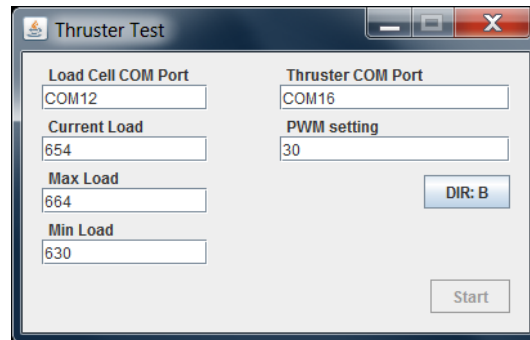 Thruster Test
Load Cell COM Port
COM12
Current Load
654
Max Load
664
Min Load
630
Thruster COM Port
COM16
PWM setting
30
DIR: B
Start